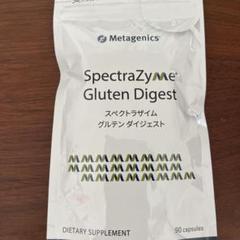 Metagenics®
SpectraZyme®
Gluten Digest
スペクトラザイム
グルテン ダイジェスト
DIETARY SUPPLEMENT
90 capsules